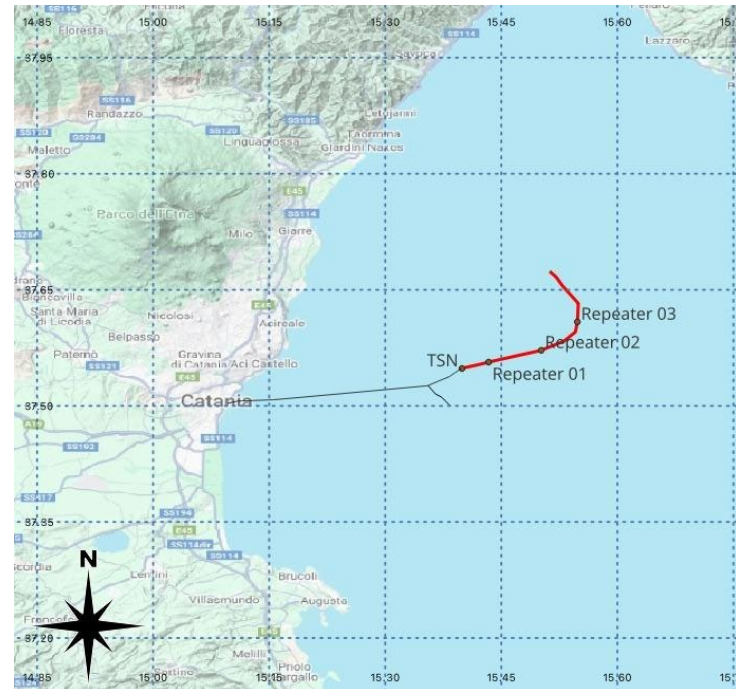 14.85 15.00 15.15 15.30 15.45 15.60
SS116
Floresta
SS114
Savoca
Lazzaro
37.95
Letojanni
SS116
Randazzo
SS185
SS120
SS120
Taormina
SS284
Linguaglossa
Giardini Naxos
Maletto
37.80
E45
Parco dell'Etna
SS114
SS284
Milo
Giarre
37.65
Biancavilla
E45
Santa Maria
di Licodia
Nicolosi
Acireale
Belpasso
Repeater 03
Paternò
Gravina
di Catania
Aci Castello
Repeater 02
SS121
E45
TSN
Repeater 01
37.50
Catania
A19
SS114
SS192
SS417
37.35
SS194
E45
SS114dir
SS114
N
Lentini
Brucoli
Villasmundo
Augusta
E45
37.20
Melilli
Priolo
Gargallo
14.85 15.00 15.15 15.30 15.45 15.60